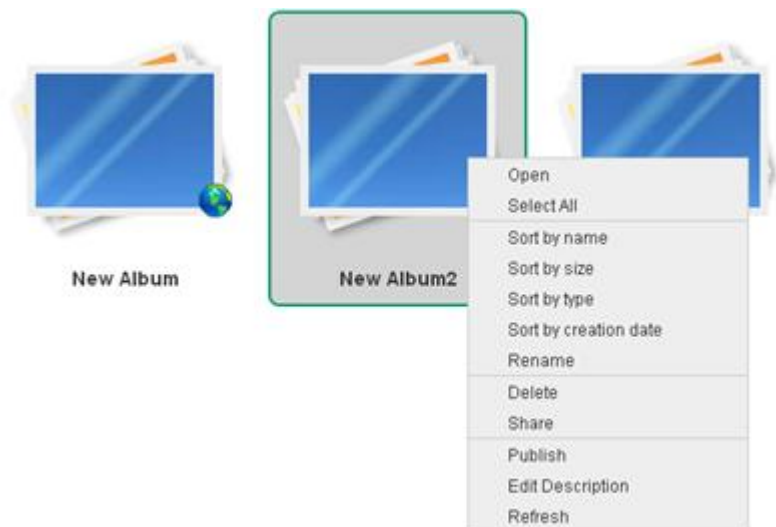 New Album
New Album2
Open
Select All
Sort by name
Sort by size
Sort by type
Sort by creation date
Rename
Delete
Share
Publish
Edit Description
Refresh